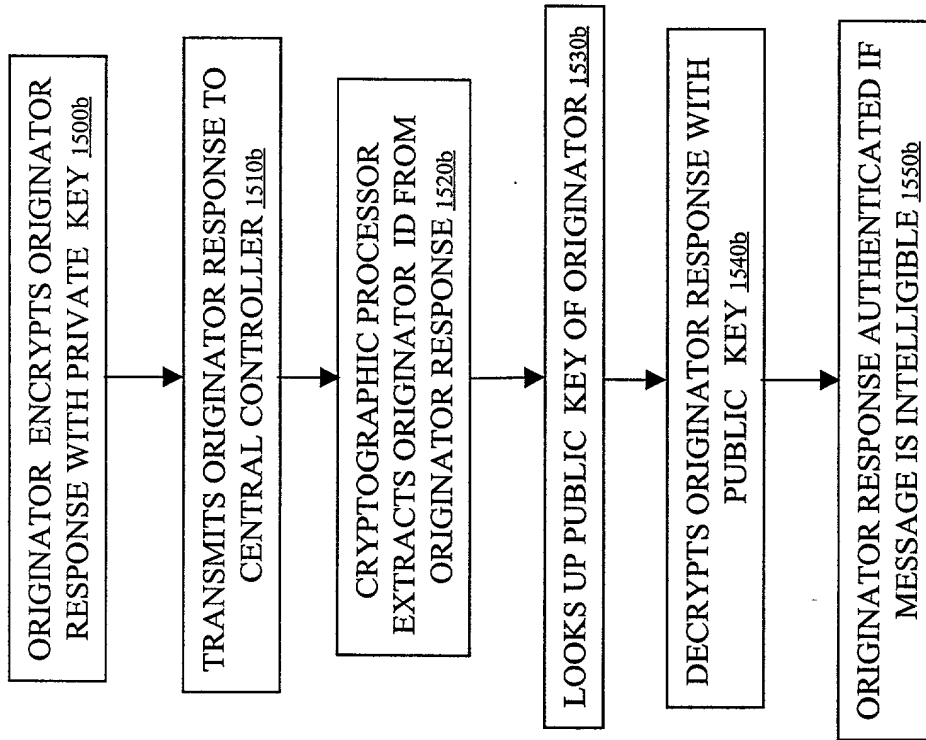 ORIGINATOR ENCRYPTS ORIGINATOR
RESPONSE WITH PRIVATE KEY 1500b
TRANSMITS ORIGINATOR RESPONSE TO
CENTRAL CONTROLLER 1510b
CRYPTOGRAPHIC PROCESSOR
EXTRACTS ORIGINATOR ID FROM
ORIGINATOR RESPONSE 1520b
LOOKS UP PUBLIC KEY OF ORIGINATOR 1530b
DECRYPTS ORIGINATOR RESPONSE WITH
PUBLIC KEY 1540b
ORIGINATOR RESPONSE AUTHENTICATED IF
MESSAGE IS INTELLIGIBLE 1550b